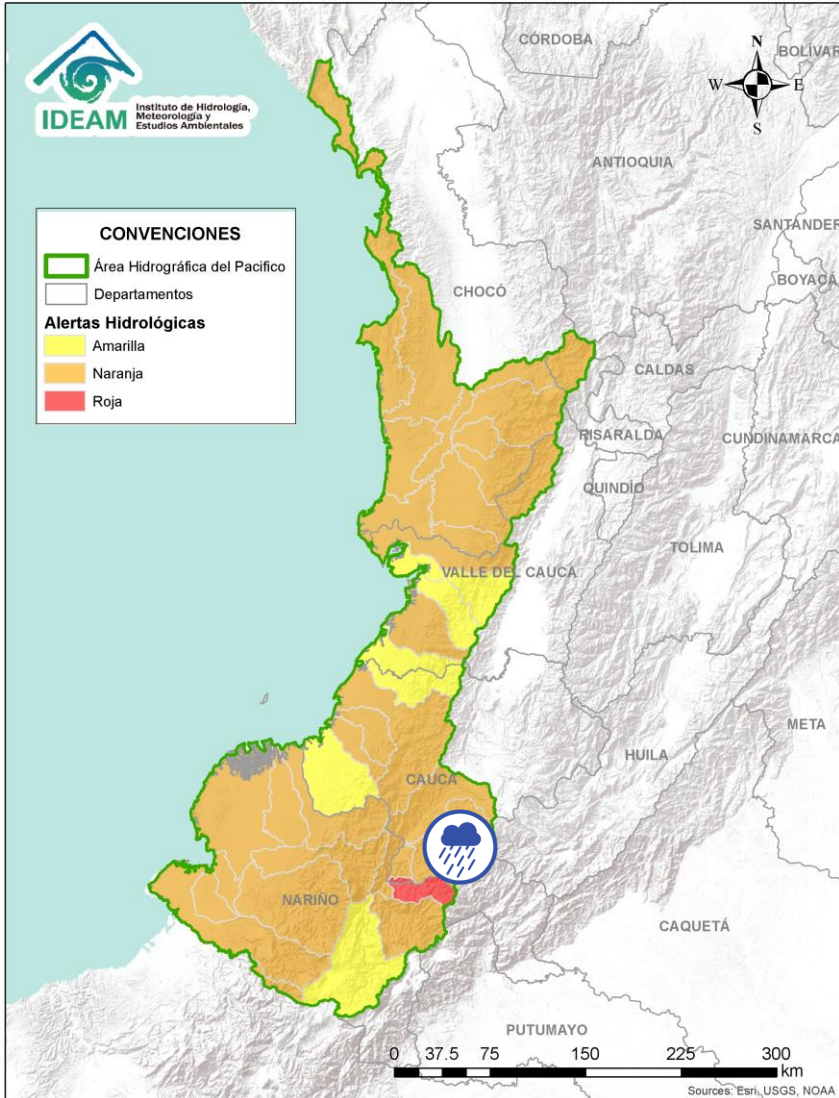 IDEAM
Instituto de Hidrología,
Meteorología y
Estudios Ambientales
CÓRDOBA
BOLÍVAR
N
W
E
S
ANTIOQUIA
SANTANDER
BOYACÁ
CONVENCIONES
Área Hidrográfica del Pacifico
Departamentos
Alertas Hidrológicas
Amarilla
Naranja
Roja
CHOCÓ
CALDAS
RISARALDA
CUNDINAMARCA
QUINDÍO
TOLIMA
VALLE DEL CAUCA
META
HUILA
CAUCA
NARIÑO
CAQUETÁ
PUTUMAYO
0 37.5 75 150 225 300
km
Sources: Esri, USGS, NOAA